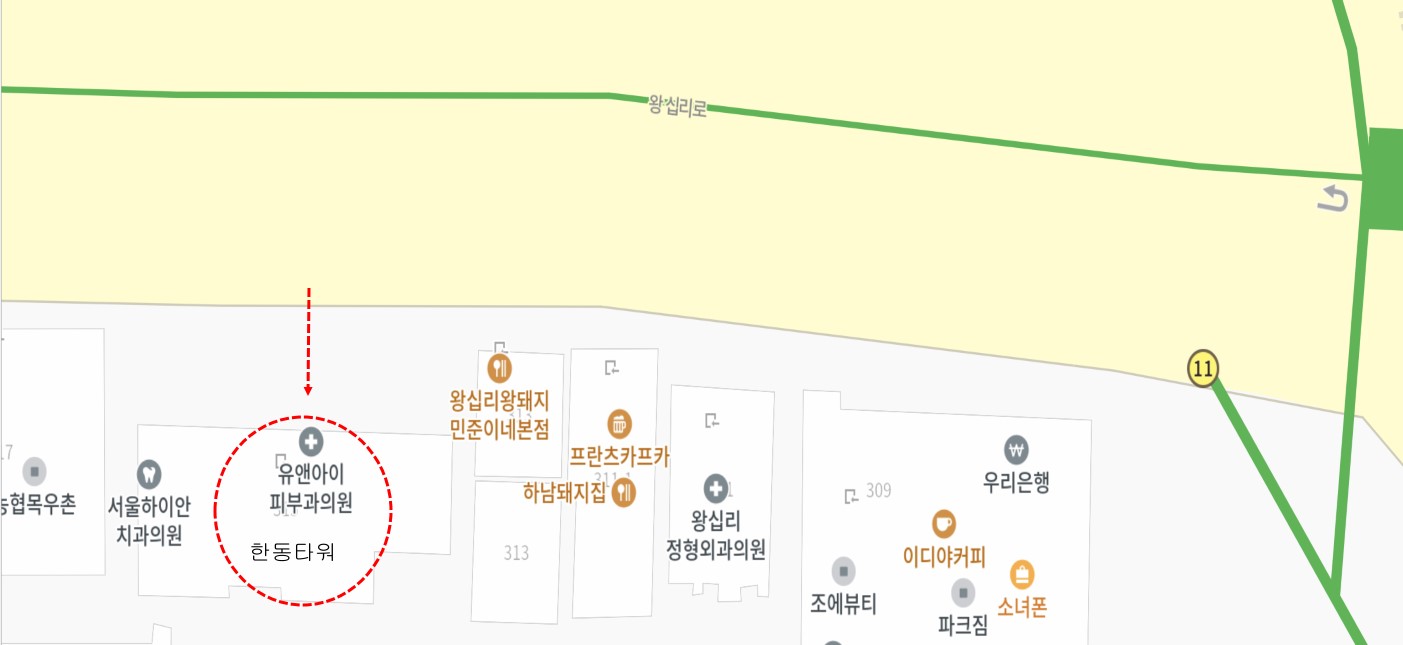 왕십리로
11
왕십리왕돼지
민준이네본점
프란츠카프카
하남돼지집
유앤아이
피부과의원
한동타워
서울하이안
치과의원
농협목우촌
왕십리
정형외과의원
313
309
우리은행
이디야커피
조에뷰티
파크짐
소녀폰